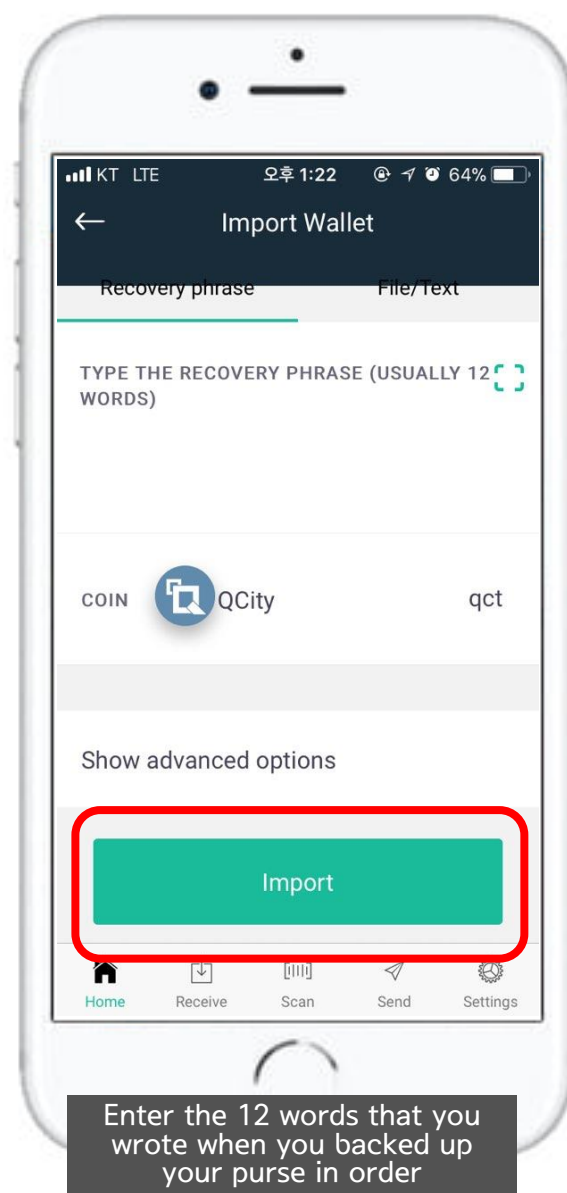 KT LTE 오후 1:22 64%
Import Wallet
Recovery phrase File/Text
TYPE THE RECOVERY PHRASE (USUALLY 12
WORDS)
COIN QCity qct
Show advanced options
Import
Home Receive Scan Send Settings
Enter the 12 words that you
wrote when you backed up
your purse in order